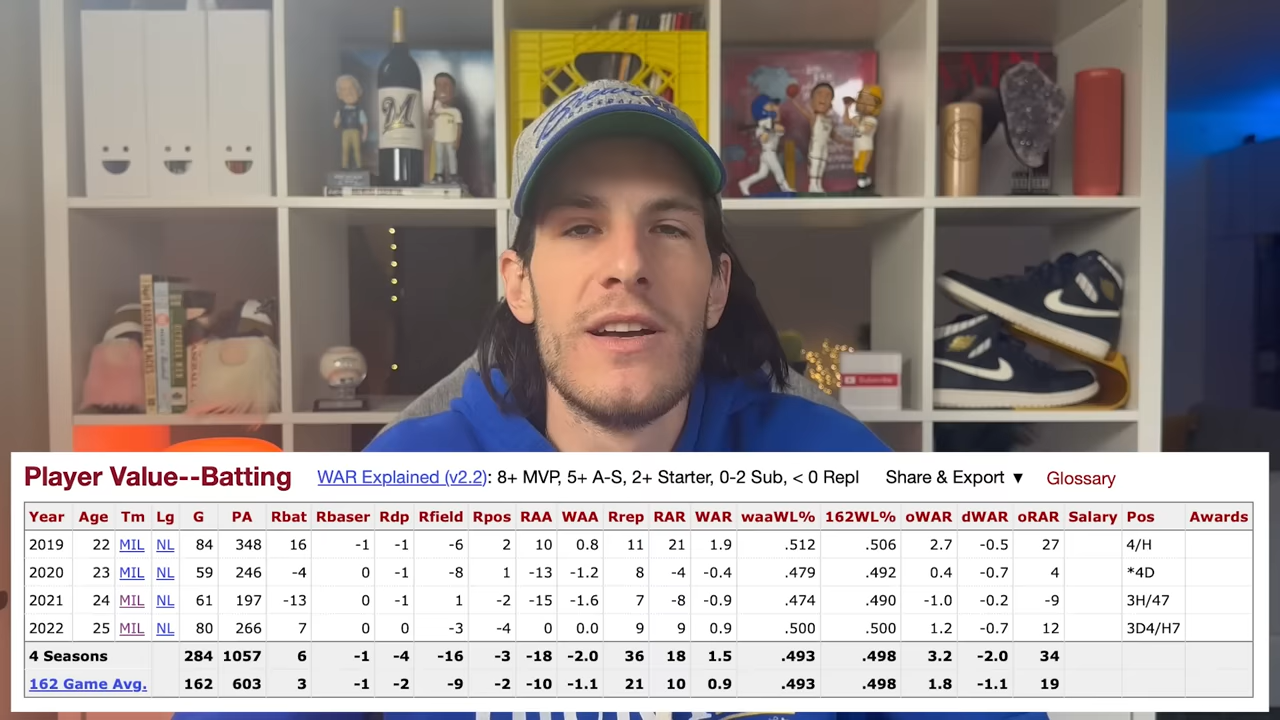 Brewers
BASEBALL
M
Subscribe
Player Value--Batting WAR Explained (v2.2): 8+ MVP, 5+ A-S, 2+ Starter, 0-2 Sub, < 0 Repl Share & Export ▼ Glossary
Year Age Tm Lg G PA Rbat Rbaser Rdp Rfield Rpos RAA WAA Rrep RAR WAR waaWL% 162WL% oWAR dWAR oRAR Salary Pos Awards
2019 22 MIL NL 84 348 16 -1 -1 -6 2 10 0.8 11 21 1.9 .512 .506 2.7 -0.5 27 4/H
2020 23 MIL NL 59 246 -4 0 -1 -8 1 -13 -1.2 8 -4 -0.4 .479 .492 0.4 -0.7 4 *4D
2021 24 MIL NL 61 197 -13 0 -1 1 -2 -15 -1.6 7 -8 -0.9 .474 .490 -1.0 -0.2 -9 3H/47
2022 25 MIL NL 80 266 7 0 0 -3 -4 0 0.0 9 9 0.9 .500 .500 1.2 -0.7 12 3D4/H7
4 Seasons 284 1057 6 -1 -4 -16 -3 -18 -2.0 36 18 1.5 .493 .498 3.2 -2.0 34
162 Game Avg. 162 603 3 -1 -2 -9 -2 -10 -1.1 21 10 0.9 .493 .498 1.8 -1.1 19